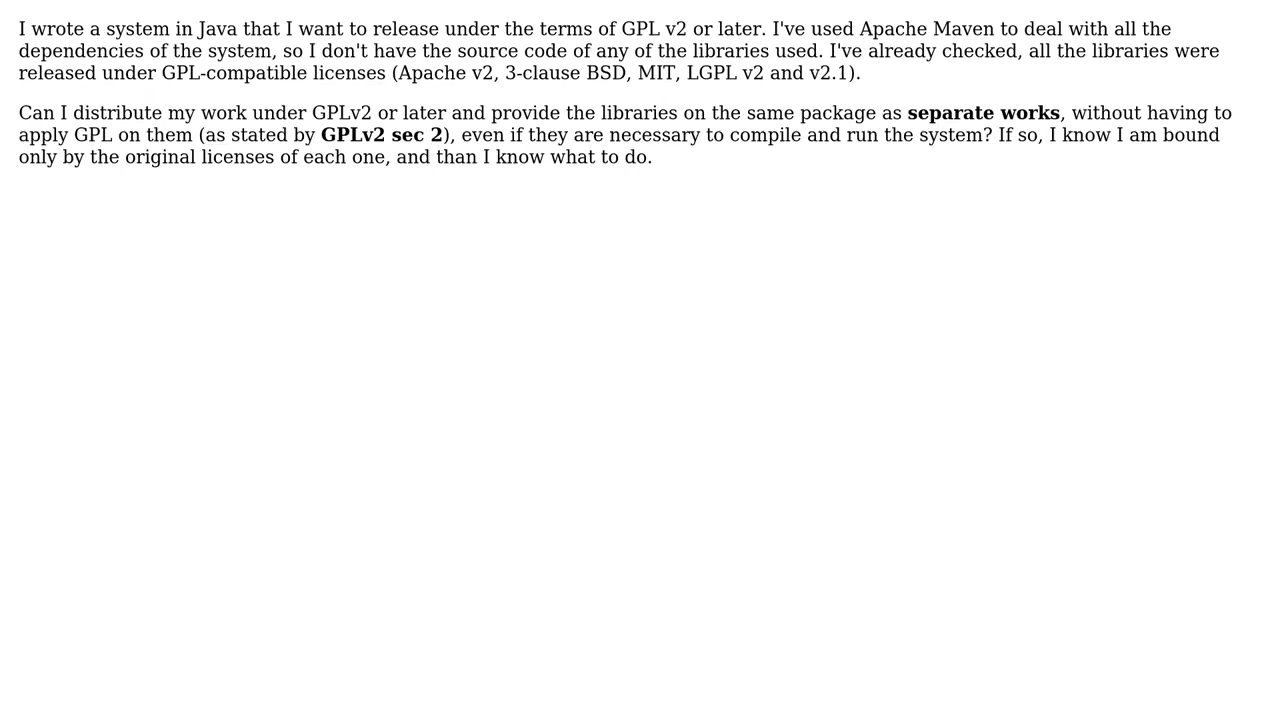 I wrote a system in Java that I want to release under the terms of GPL v2 or later. I've used Apache Maven to deal with all the
dependencies of the system, so I don't have the source code of any of the libraries used. I've already checked, all the libraries were
released under GPL-compatible licenses (Apache v2, 3-clause BSD, MIT, LGPL v2 and v2.1).
Can I distribute my work under GPLv2 or later and provide the libraries on the same package as separate works, without having to
apply GPL on them (as stated by GPLv2 sec 2), even if they are necessary to compile and run the system? If so, I know I am bound
only by the original licenses of each one, and than I know what to do.